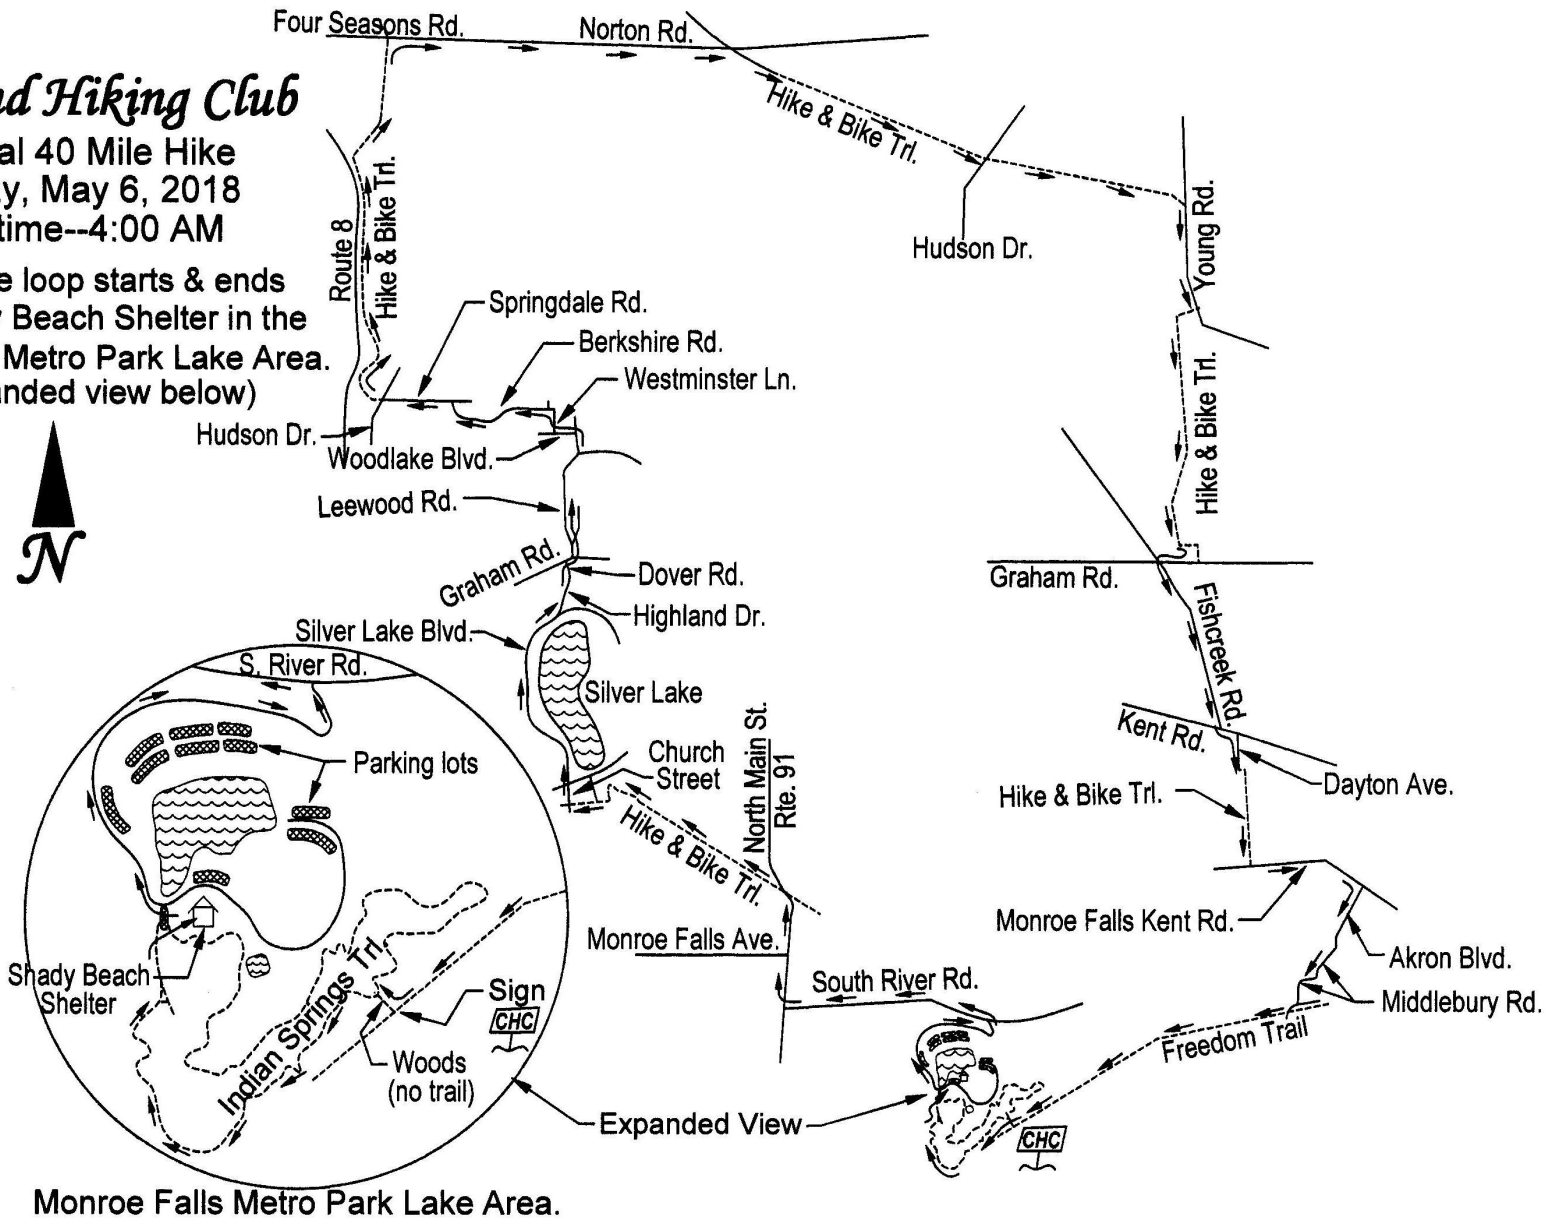 Four Seasons Rd.
Norton Rd.
nd Hiking Club
al 40 Mile Hike
y, May 6, 2018
time--4:00 AM
e loop starts & ends
Beach Shelter in the
Metro Park Lake Area.
anded view below)
N
Route 8
Hike & Bike Trl.
Hike & Bike Trl.
Hudson Dr.
Young Rd.
Hike & Bike Trl.
Springdale Rd.
Berkshire Rd.
Westminster Ln.
Hudson Dr.
Woodlake Blvd.
Leewood Rd.
Graham Rd.
Dover Rd.
Highland Dr.
Silver Lake Blvd.
Silver Lake
Church
Street
North Main St.
Rte. 91
Hike & Bike Trl.
Monroe Falls Ave.
South River Rd.
Graham Rd.
Fishcreek Rd.
Kent Rd.
Dayton Ave.
Hike & Bike Trl.
Monroe Falls Kent Rd.
Akron Blvd.
Middlebury Rd.
Freedom Trail
CHC
Expanded View
S. River Rd.
Parking lots
Shady Beach
Shelter
Indian Springs Trl.
Sign
CHC
Woods
(no trail)
Monroe Falls Metro Park Lake Area.